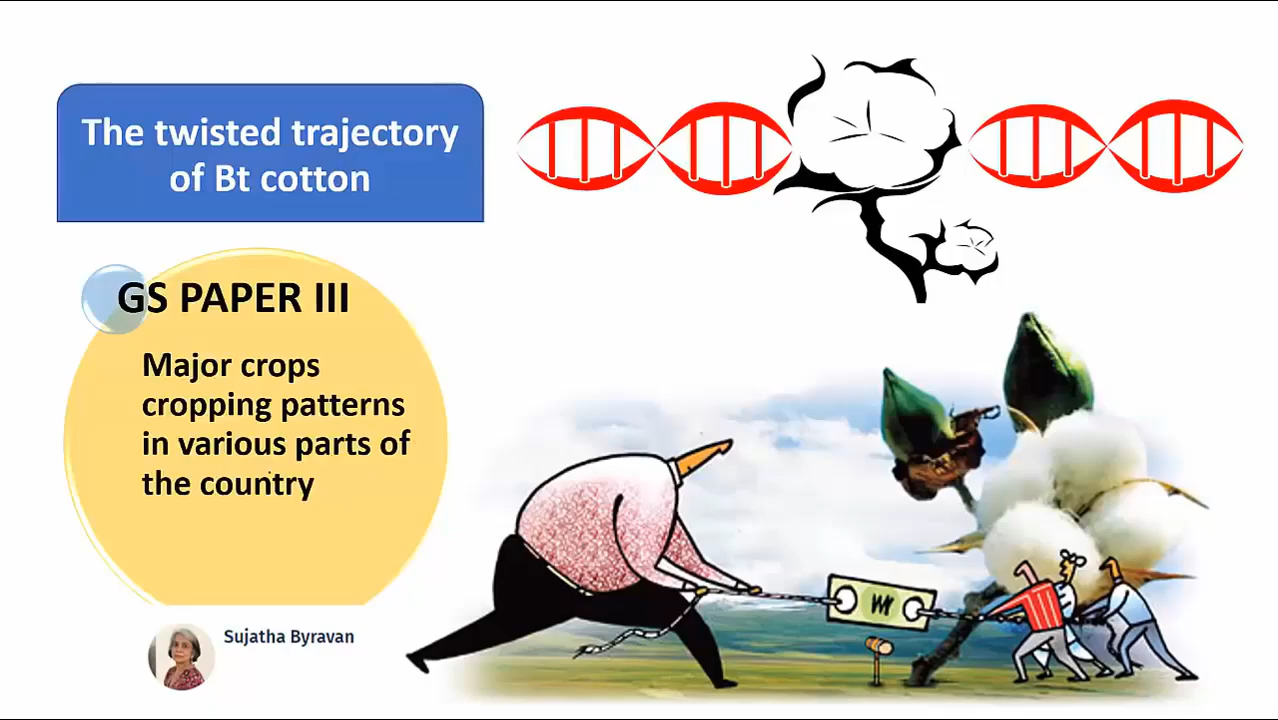 The twisted trajectory
of Bt cotton
GS PAPER III
Major crops
cropping patterns
in various parts of
the country
Sujatha Byravan